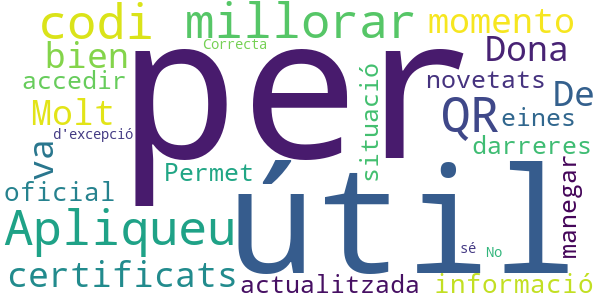 codi
millorar
momento
Correcta
bien
Dona
accedir
per
novetats
De
Molt
QR
eines
d'excepció
situació
darreres
va
Permet
manegar
oficial
Apliqueu
útil
sé
No
certificats
actualitzada
informació